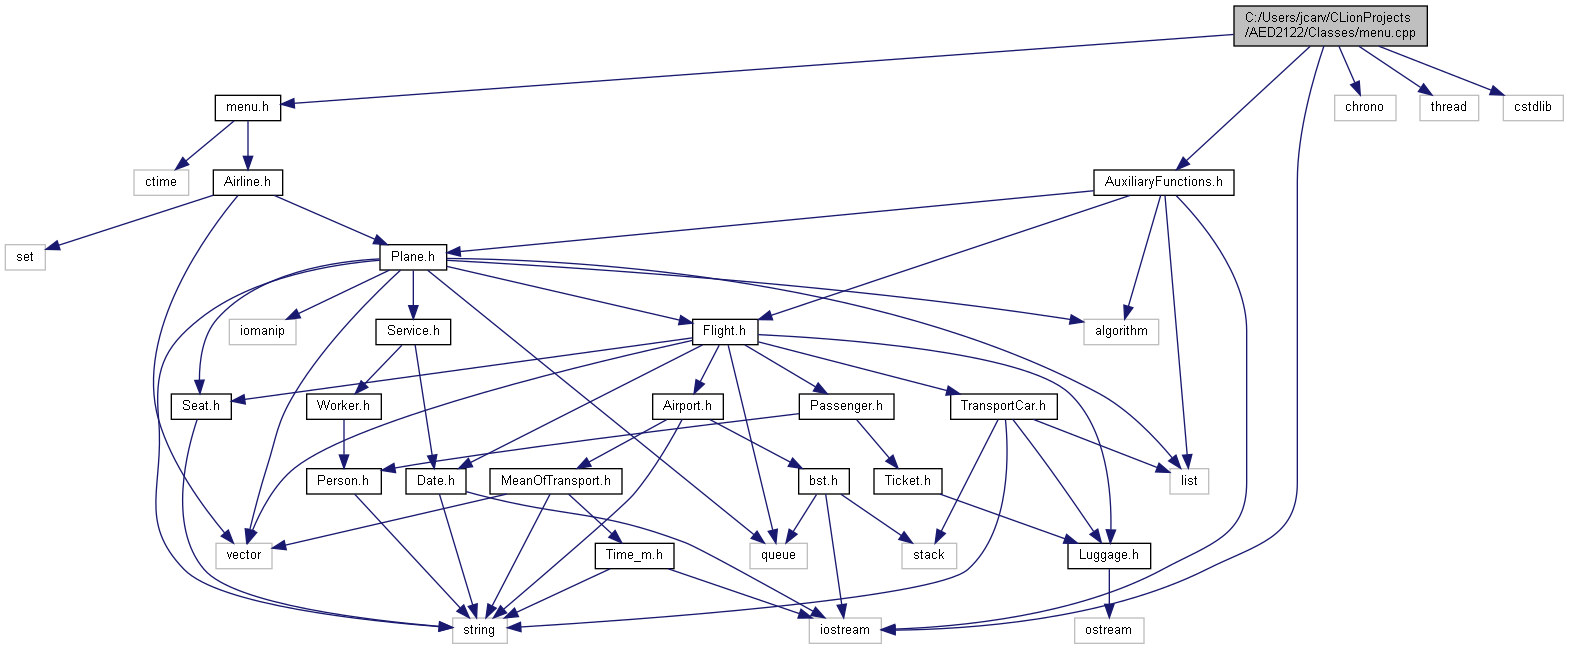 C:/Users/jcarv/CLionProjects
/AED2122/Classes/menu.cpp
menu.h
chrono
thread
cstdlib
ctime
Airline.h
AuxiliaryFunctions.h
set
Plane.h
iomanip
Service.h
Flight.h
algorithm
Seat.h
Worker.h
Airport.h
Passenger.h
TransportCar.h
Person.h
Date.h
MeanOfTransport.h
bst.h
Ticket.h
list
vector
Time_m.h
queue
stack
Luggage.h
string
iostream
ostream